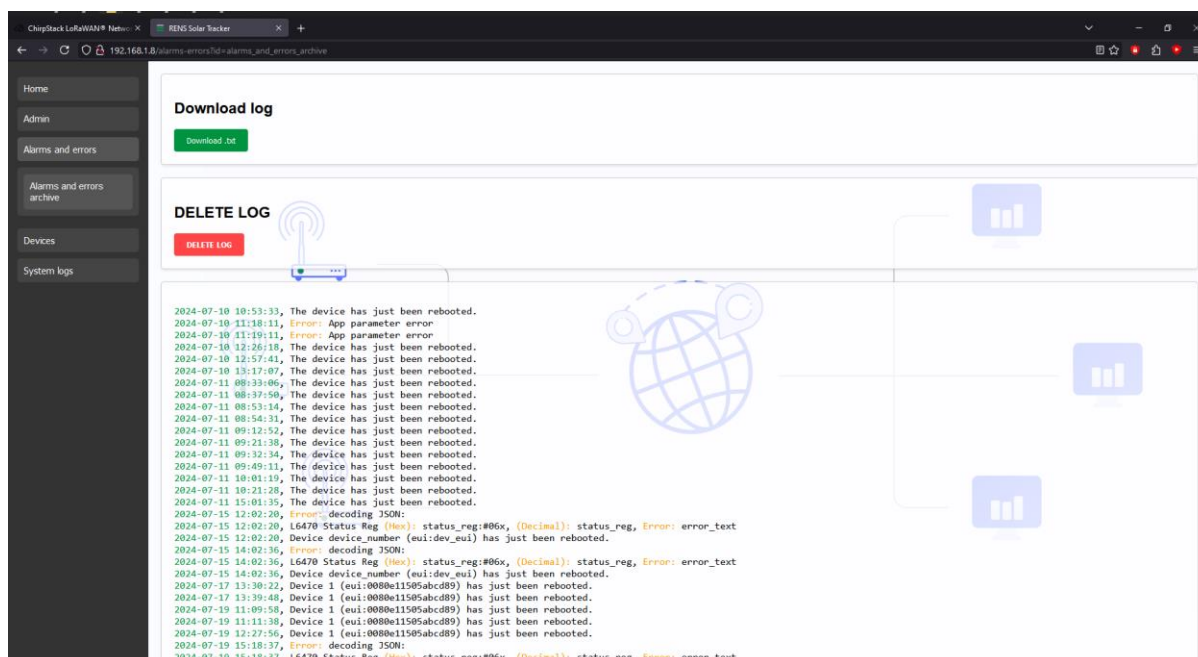 ChirpStack LoRaWAN® Netwo
RENS Solar Tracker
192.168.1.8/alarms-errors?id=alarms_and_errors_archive
Home
Admin
Alarms and errors
Alarms and errors
archive
Devices
System logs
Download log
Download .txt
DELETE LOG
DELETE LOG
2024-07-10 10:53:33, The device has just been rebooted.
2024-07-10 11:18:11, Error: App parameter error
2024-07-10 11:19:11, Error: App parameter error
2024-07-10 12:26:18, The device has just been rebooted.
2024-07-10 12:57:41, The device has just been rebooted.
2024-07-10 13:17:07, The device has just been rebooted.
2024-07-11 08:33:06, The device has just been rebooted.
2024-07-11 08:37:50, The device has just been rebooted.
2024-07-11 08:53:14, The device has just been rebooted.
2024-07-11 08:54:31, The device has just been rebooted.
2024-07-11 09:12:52, The device has just been rebooted.
2024-07-11 09:21:38, The device has just been rebooted.
2024-07-11 09:32:34, The device has just been rebooted.
2024-07-11 09:49:11, The device has just been rebooted.
2024-07-11 10:01:19, The device has just been rebooted.
2024-07-11 10:21:28, The device has just been rebooted.
2024-07-11 15:01:35, The device has just been rebooted.
2024-07-15 12:02:20, Error: decoding JSON:
2024-07-15 12:02:20, L6470 Status Reg (Hex): status_reg:#06x, (Decimal): status_reg, Error: error_text
2024-07-15 12:02:20, Device device_number (eui:dev_eui) has just been rebooted.
2024-07-15 14:02:36, Error: decoding JSON:
2024-07-15 14:02:36, L6470 Status Reg (Hex): status_reg:#06x, (Decimal): status_reg, Error: error_text
2024-07-15 14:02:36, Device device_number (eui:dev_eui) has just been rebooted.
2024-07-17 13:30:22, Device 1 (eui:0080e11505abcd89) has just been rebooted.
2024-07-17 13:39:48, Device 1 (eui:0080e11505abcd89) has just been rebooted.
2024-07-19 11:09:58, Device 1 (eui:0080e11505abcd89) has just been rebooted.
2024-07-19 11:11:38, Device 1 (eui:0080e11505abcd89) has just been rebooted.
2024-07-19 12:27:56, Device 1 (eui:0080e11505abcd89) has just been rebooted.
2024-07-19 15:18:37, Error: decoding JSON:
2024-07-19 15:18:37, L6470 Status Reg (Hex): status_reg:#06x, (Decimal): status_reg, Error: error_text